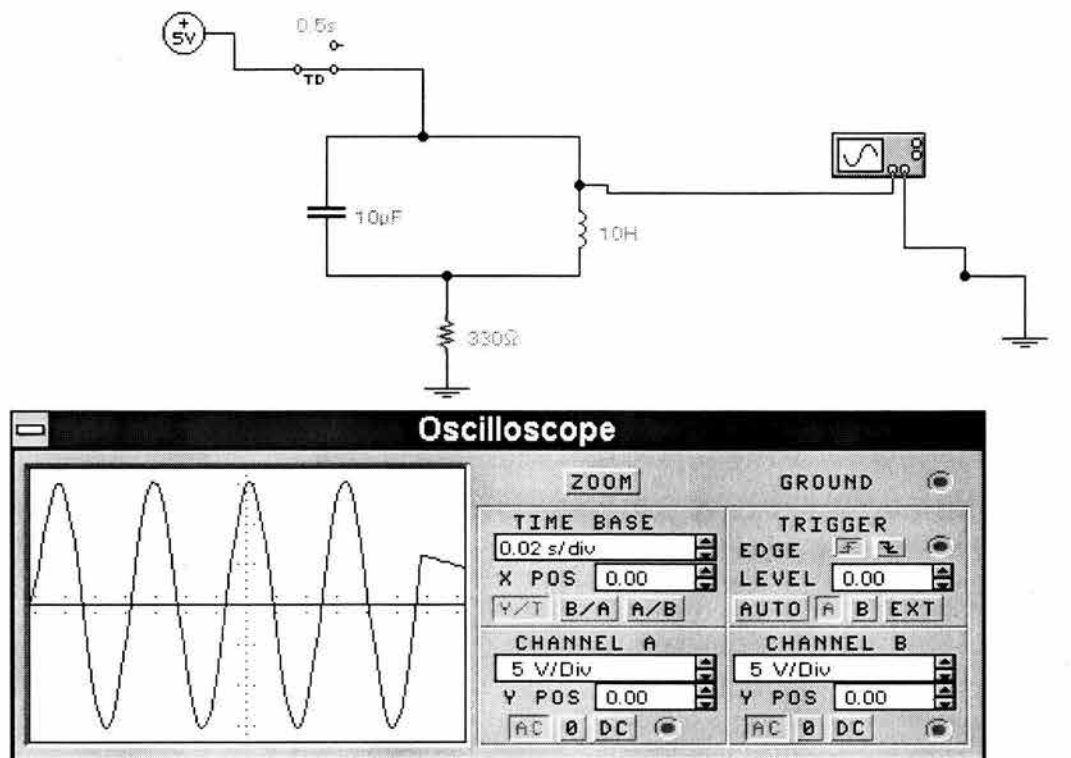 +
5V
0.5s
TD
10µF
10H
330Ω
Oscilloscope
ZOOM GROUND
TIME BASE
0.02 s/div
X POS 0.00
Y/T B/A A/B
TRIGGER
EDGE
LEVEL 0.00
AUTO A B EXT
CHANNEL A
5 V/Div
Y POS 0.00
AC 0 DC
CHANNEL B
5 V/Div
Y POS 0.00
AC 0 DC